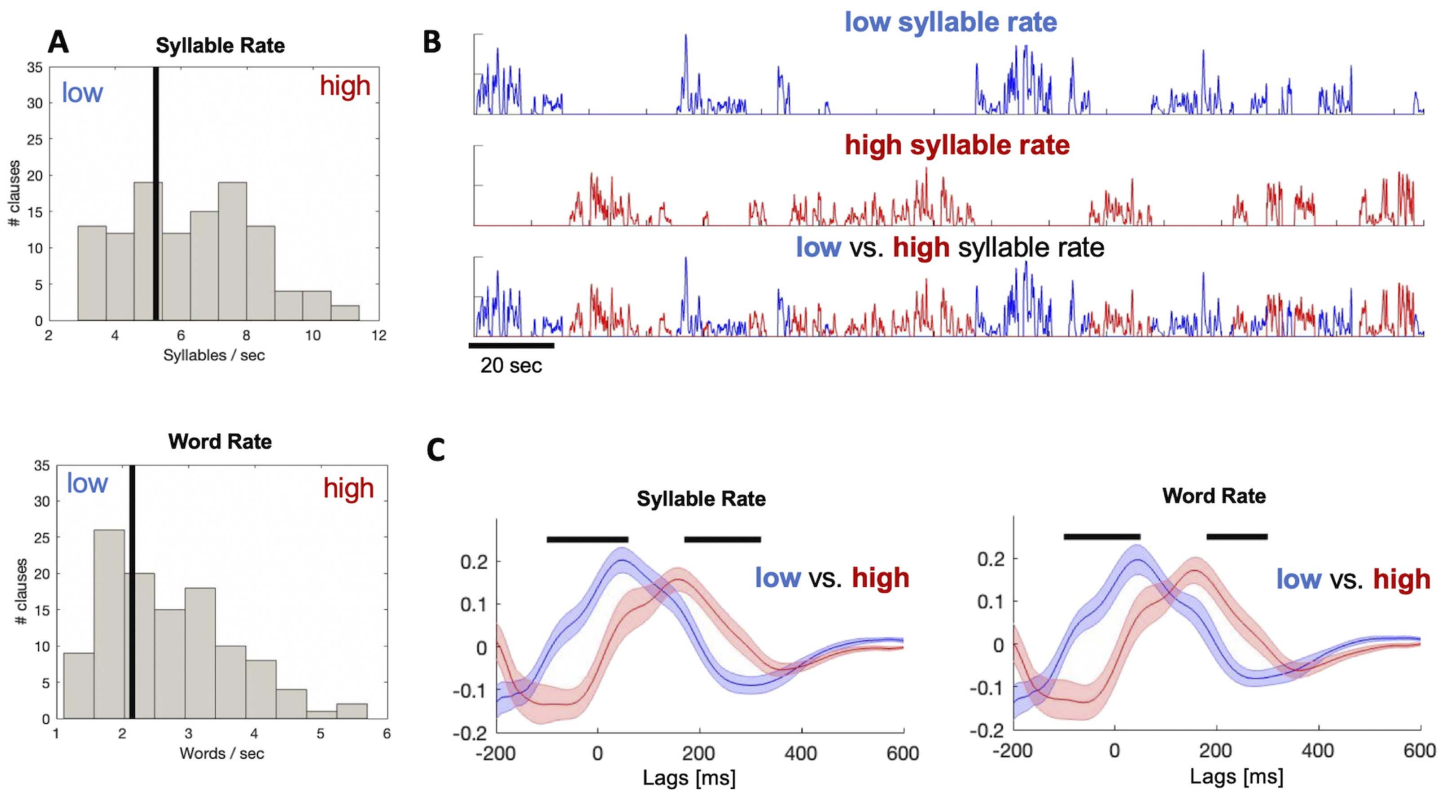 A
Syllable Rate
35
30
25
20
15
10
5
0
# clauses
low
high
2 4 6 8 10 12
Syllables / sec
B
low syllable rate
high syllable rate
low vs. high syllable rate
20 sec
Word Rate
35
30
25
20
15
10
5
0
# clauses
low
high
1 2 3 4 5 6
Words / sec
C
Syllable Rate
0.2
0.1
0
-0.1
-0.2
low vs. high
-200 0 200 400 600
Lags [ms]
Word Rate
0.2
0.1
0
-0.1
-0.2
low vs. high
-200 0 200 400 600
Lags [ms]